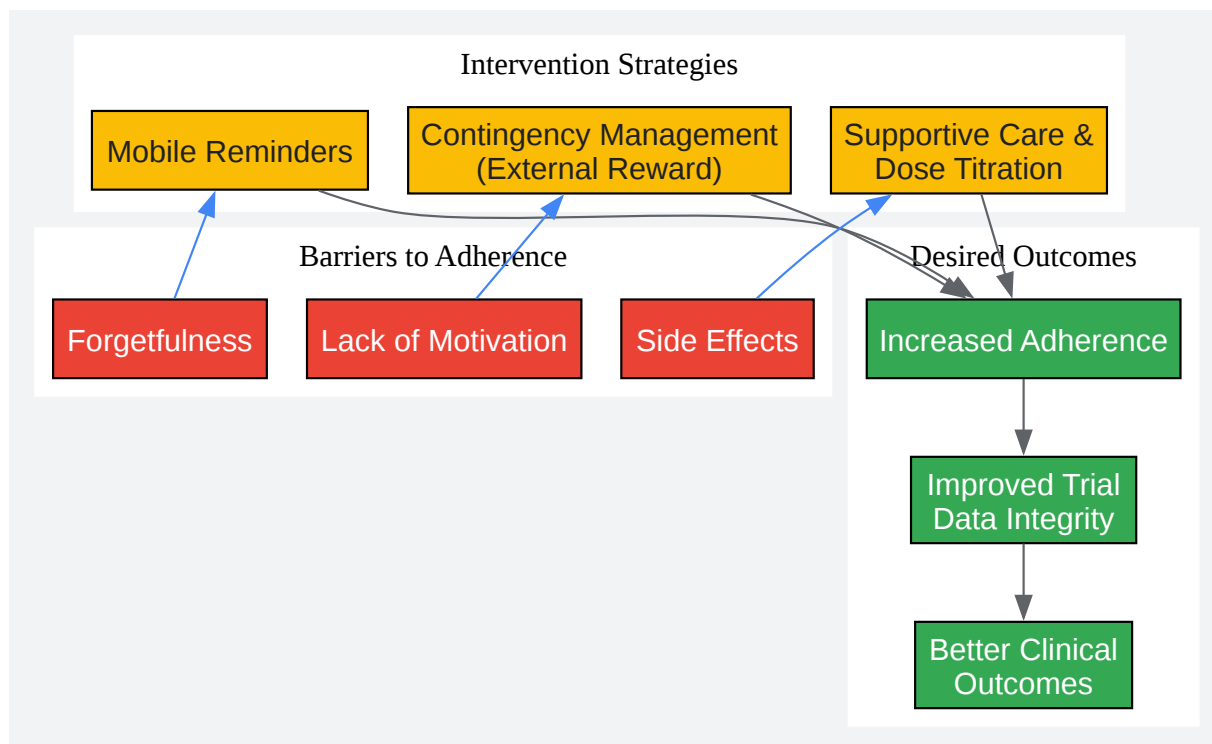 Intervention Strategies
Mobile Reminders
Contingency Management
(External Reward)
Supportive Care &
Dose Titration
Barriers to Adherence
Forgetfulness
Lack of Motivation
Side Effects
Desired Outcomes
Increased Adherence
Improved Trial
Data Integrity
Better Clinical
Outcomes